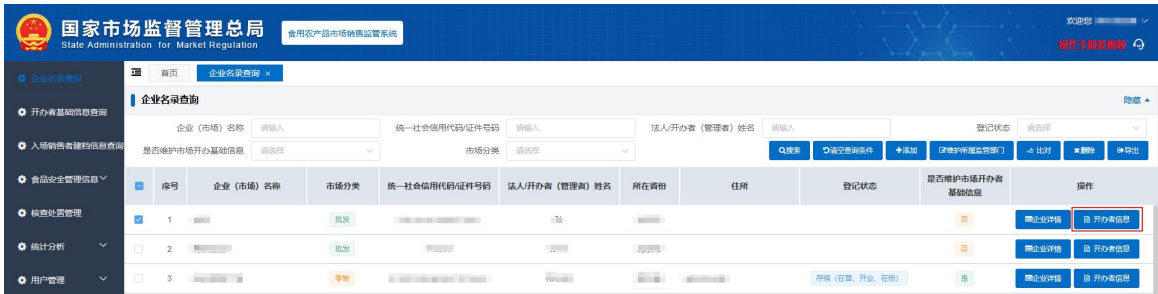 国家市场监督管理总局
State Administration for Market Regulation
食用农产品市场销售监管系统
欢迎您
操作手册及视频
企业名录查询
开办者基础信息查询
入场销售者建档信息查询
食品安全管理信息
核查处置管理
统计分析
用户管理
首页 企业名录查询 ×
企业名录查询 隐藏
企业（市场）名称 请输入 统一社会信用代码/证件号码 请输入 法人/开办者（管理者）姓名 请输入 登记状态 请选择
是否维护市场开办基础信息 请选择 市场分类 请选择 搜索 清空查询条件 +添加 维护所属监管部门 比对 ×删除 导出
序号 企业（市场）名称 市场分类 统一社会信用代码/证件号码 法人/开办者（管理者）姓名 所在省份 住所 登记状态 是否维护市场开办者基础信息 操作
1 批发 否 企业详情 开办者信息
2 批发 否 企业详情 开办者信息
3 零售 存续（在营、开业、在册） 是 企业详情 开办者信息